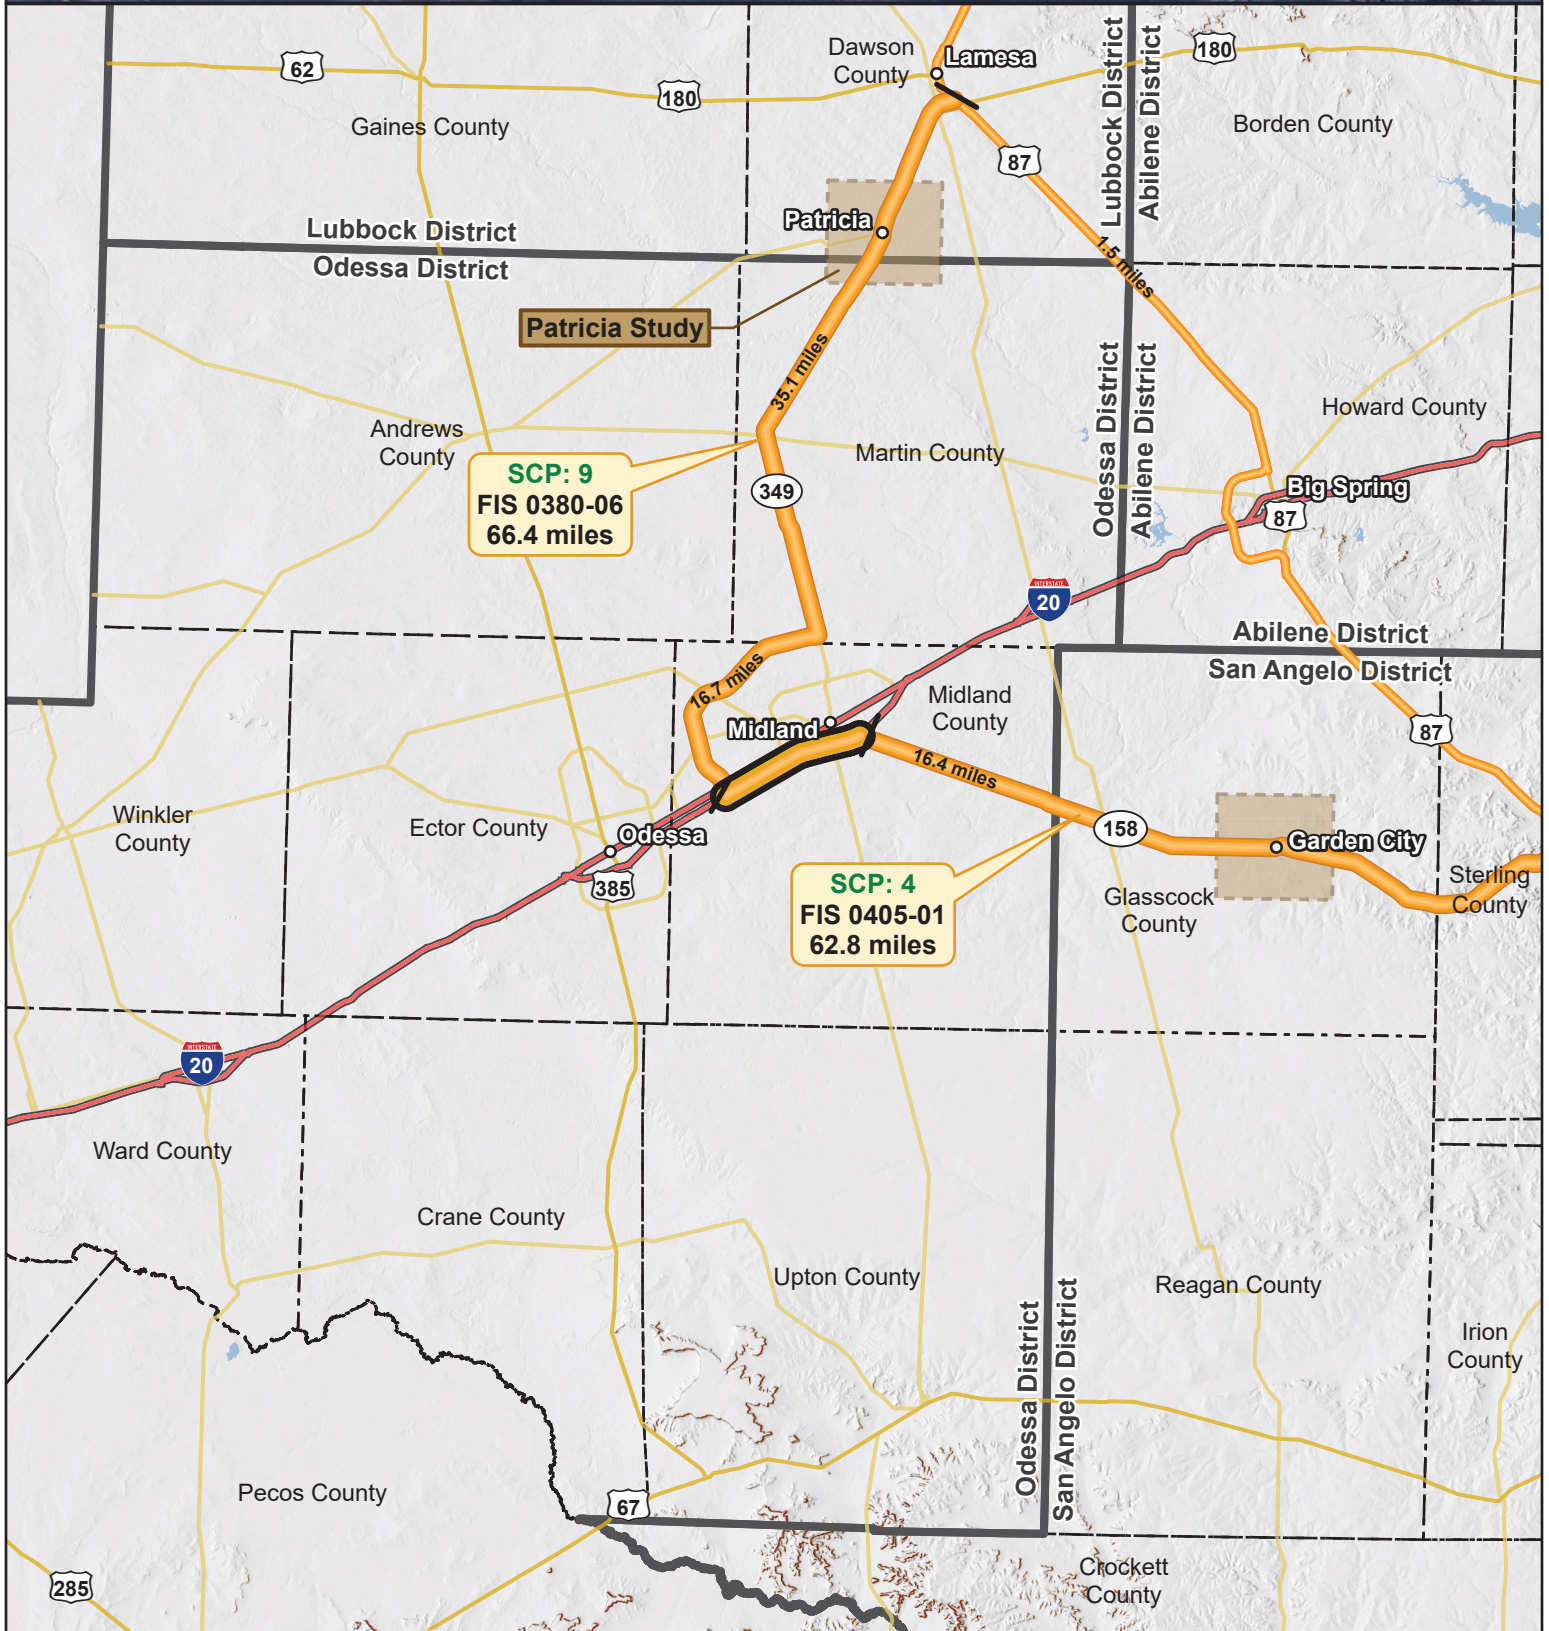 Dawson
County
Lamesa
180
62
180
Gaines County
Borden County
87
Lubbock District
Abilene District
Patricia
Lubbock District
Odessa District
1.5 miles
Patricia Study
35.1 miles
Andrews
County
Howard County
Martin County
Odessa District
Abilene District
SCP: 9
FIS 0380-06
66.4 miles
349
Big Spring
87
INTERSTATE
20
Abilene District
San Angelo District
16.7 miles
Midland
County
Midland
87
16.4 miles
Winkler
County
Ector County
Odessa
158
Garden City
385
SCP: 4
FIS 0405-01
62.8 miles
Glasscock
County
Sterling
County
INTERSTATE
20
Ward County
Crane County
Upton County
Reagan County
Irion
County
Odessa District
San Angelo District
Pecos County
67
285
Crockett
County